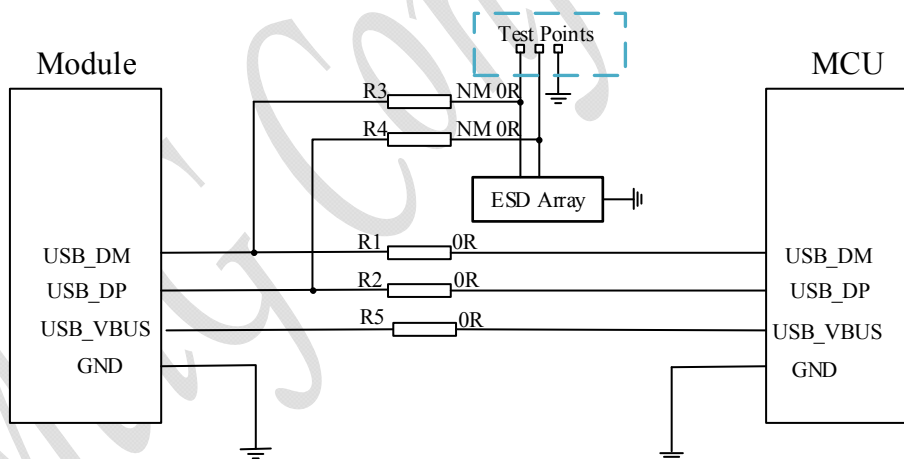 Test Points
Module
MCU
R3 NM 0R
R4 NM 0R
ESD Array
USB_DM R1 0R USB_DM
USB_DP R2 0R USB_DP
USB_VBUS R5 0R USB_VBUS
GND GND